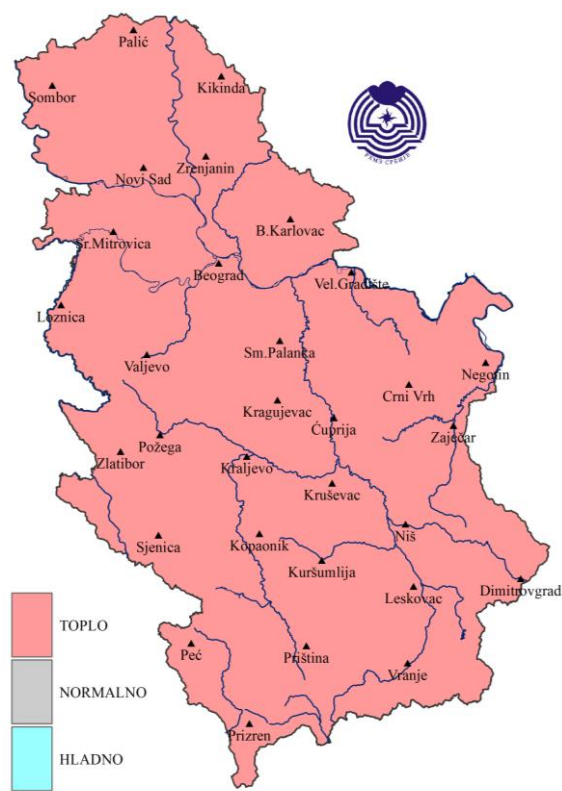 Palić
Kikinda
Sombor
Zrenjanin
Novi Sad
РХМЗ СРБИЈЕ
B.Karlovac
Sr.Mitrovica
Beograd
Vel.Gradište
Loznica
Sm.Palanka
Valjevo
Negotin
Crni Vrh
Kragujevac
Ćuprija
Zaječar
Požega
Zlatibor
Kraljevo
Kruševac
Niš
Sjenica
Kopaonik
Kuršumlija
Dimitrovgrad
Leskovac
TOPLO
Peć
Priština
Vranje
NORMALNO
Prizren
HLADNO